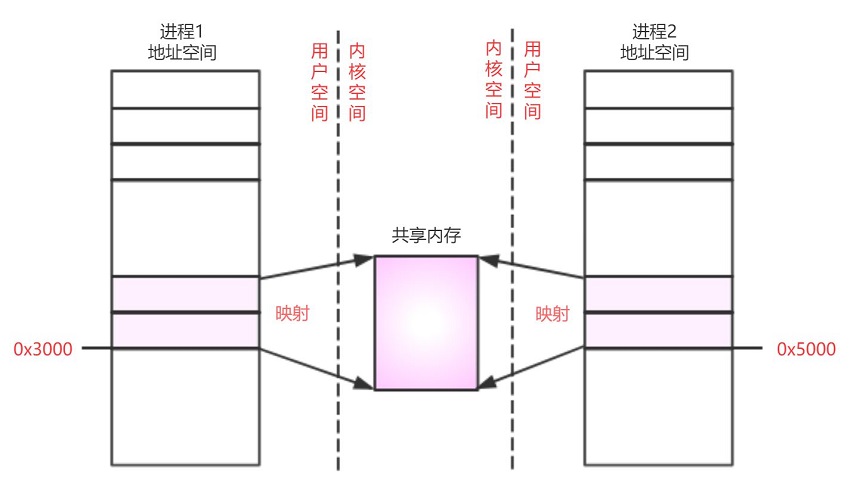 进程1
地址空间
用户空间
内核空间
内核空间
用户空间
进程2
地址空间
共享内存
映射
映射
0x3000
0x5000